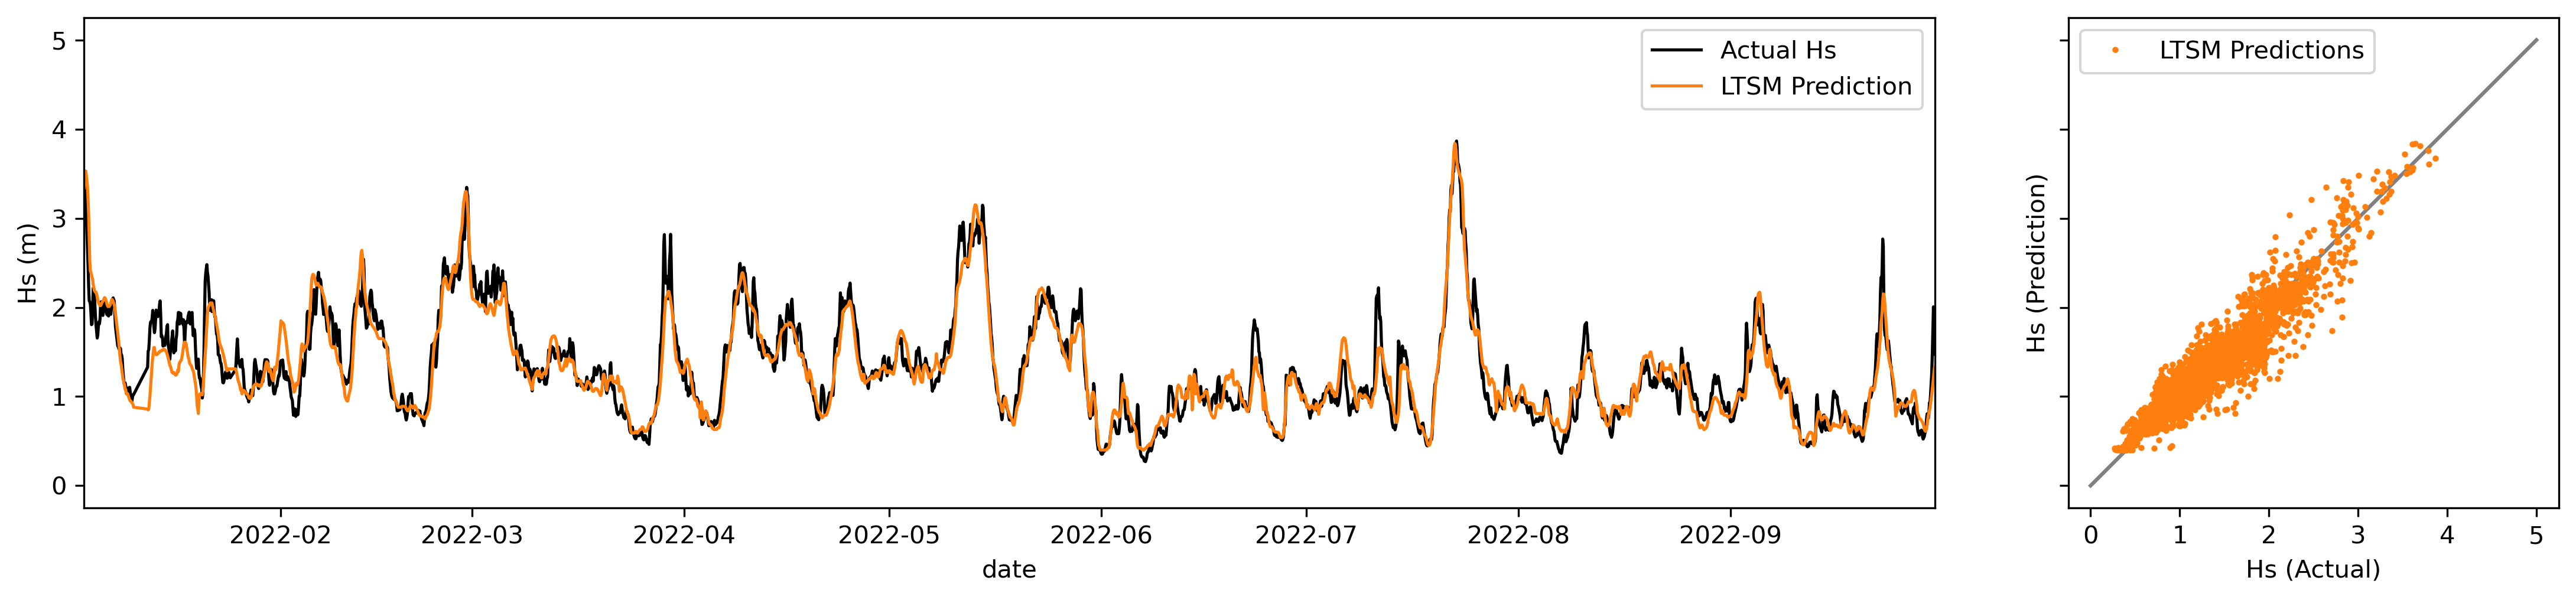 5
4
3
2
1
0
Hs (m)
Actual Hs
LTSM Prediction
2022-02
2022-03
2022-04
2022-05
2022-06
2022-07
2022-08
2022-09
date
LTSM Predictions
Hs (Prediction)
0
1
2
3
4
5
Hs (Actual)